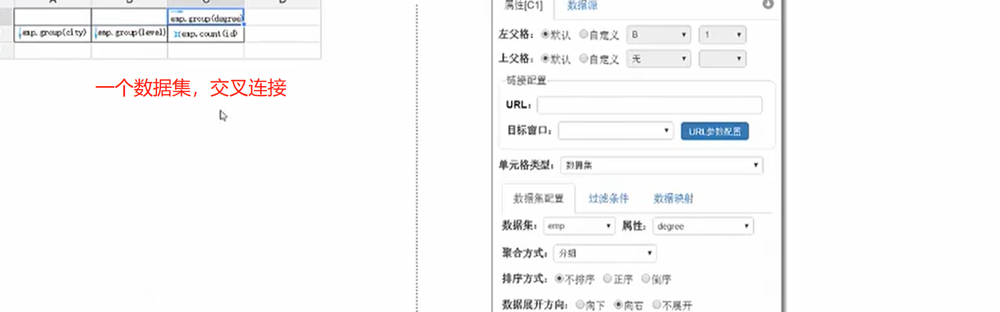 A B C D
属性[C1] 数据源
emp.group(degree
左父格： 默认 自定义 B 1
emp.group(city) emp.group(level) emp.count(id)
上父格： 默认 自定义 无
链接配置
一个数据集，交叉连接
URL：
目标窗口： URL参数配置
单元格类型： 数据集
数据集配置 过滤条件 数据映射
数据集： emp 属性： degree
聚合方式： 分组
排序方式： 不排序 正序 倒序
数据展开方向： 向下 向右 不展开